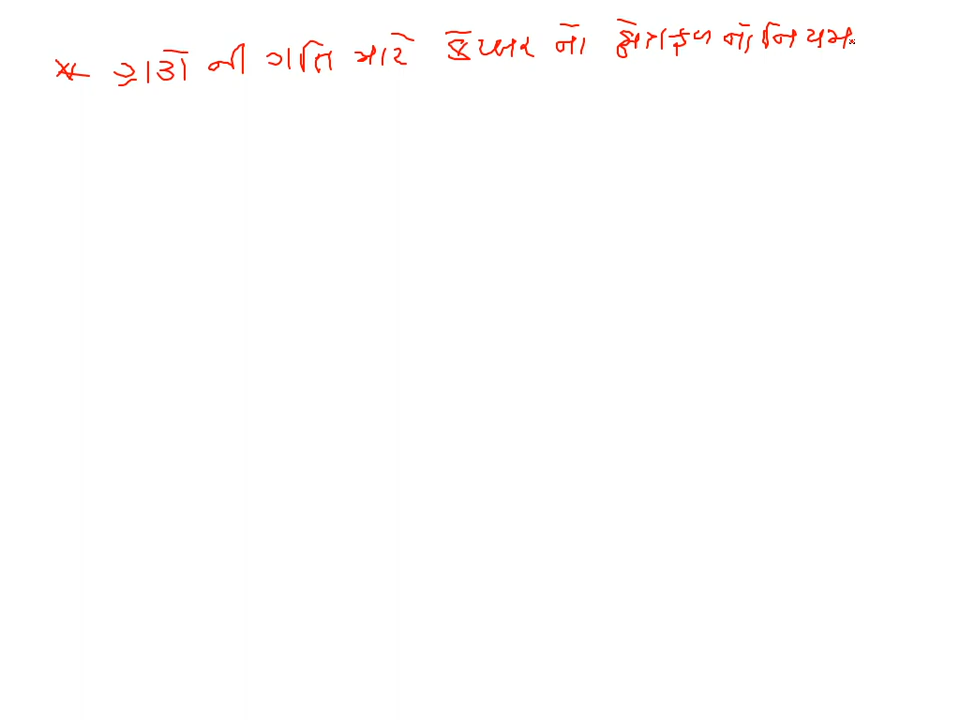 * ગ્રહો ની ગતિ માટે કેપ્લર નો ક્ષેત્રફળ નો નિયમ